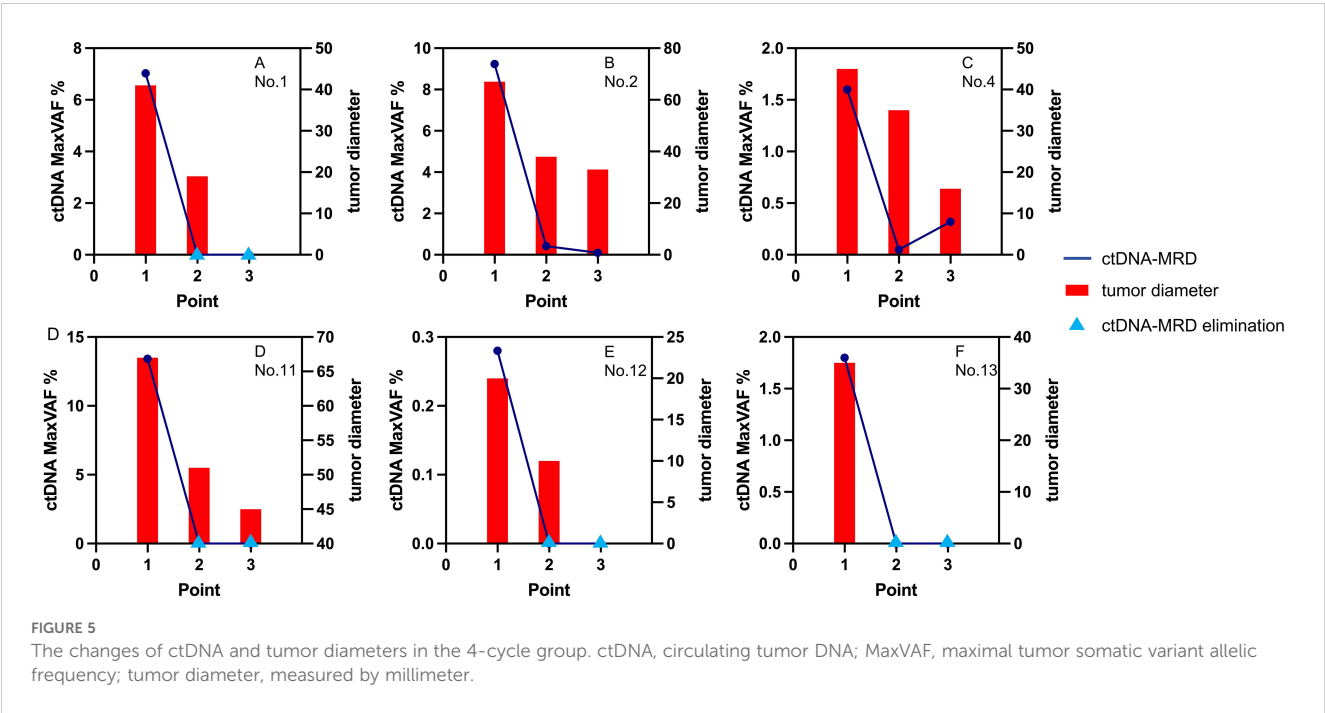 A
No.1
ctDNA MaxVAF %
8
6
4
2
0
50
40
30
20
10
0
tumor diameter
0 1 2 3
Point
B
No.2
ctDNA MaxVAF %
10
8
6
4
2
0
80
60
40
20
0
tumor diameter
0 1 2 3
Point
C
No.4
ctDNA MaxVAF %
2.0
1.5
1.0
0.5
0.0
50
40
30
20
10
0
tumor diameter
0 1 2 3
Point
ctDNA-MRD
tumor diameter
ctDNA-MRD elimination
D
D
No.11
ctDNA MaxVAF %
15
10
5
0
70
65
60
55
50
45
40
tumor diameter
0 1 2 3
Point
E
No.12
ctDNA MaxVAF %
0.3
0.2
0.1
0.0
25
20
15
10
5
0
tumor diameter
0 1 2 3
Point
F
No.13
ctDNA MaxVAF %
2.0
1.5
1.0
0.5
0.0
40
30
20
10
0
tumor diameter
0 1 2 3
Point
FIGURE 5
The changes of ctDNA and tumor diameters in the 4-cycle group. ctDNA, circulating tumor DNA; MaxVAF, maximal tumor somatic variant allelic
frequency; tumor diameter, measured by millimeter.